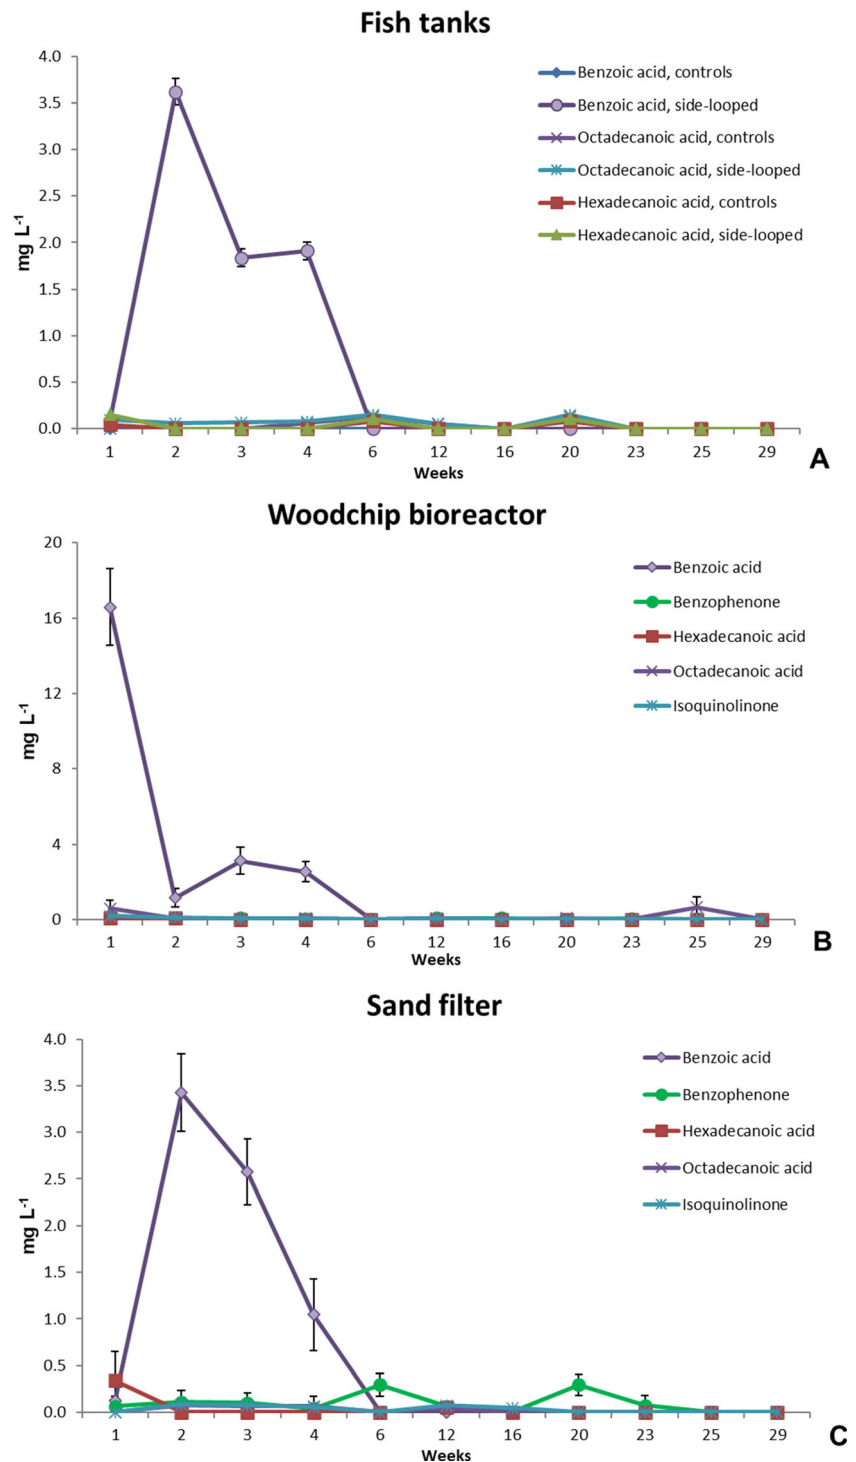 Fish tanks
4.0
3.5
3.0
2.5
2.0
1.5
1.0
0.5
0.0
mg L-1
Benzoic acid, controls
Benzoic acid, side-looped
Octadecanoic acid, controls
Octadecanoic acid, side-looped
Hexadecanoic acid, controls
Hexadecanoic acid, side-looped
1 2 3 4 6 12 16 20 23 25 29
Weeks
A
Woodchip bioreactor
20
16
12
8
4
0
mg L-1
Benzoic acid
Benzophenone
Hexadecanoic acid
Octadecanoic acid
Isoquinolinone
1 2 3 4 6 12 16 20 23 25 29
Weeks
B
Sand filter
4.0
3.5
3.0
2.5
2.0
1.5
1.0
0.5
0.0
mg L-1
Benzoic acid
Benzophenone
Hexadecanoic acid
Octadecanoic acid
Isoquinolinone
1 2 3 4 6 12 16 20 23 25 29
Weeks
C